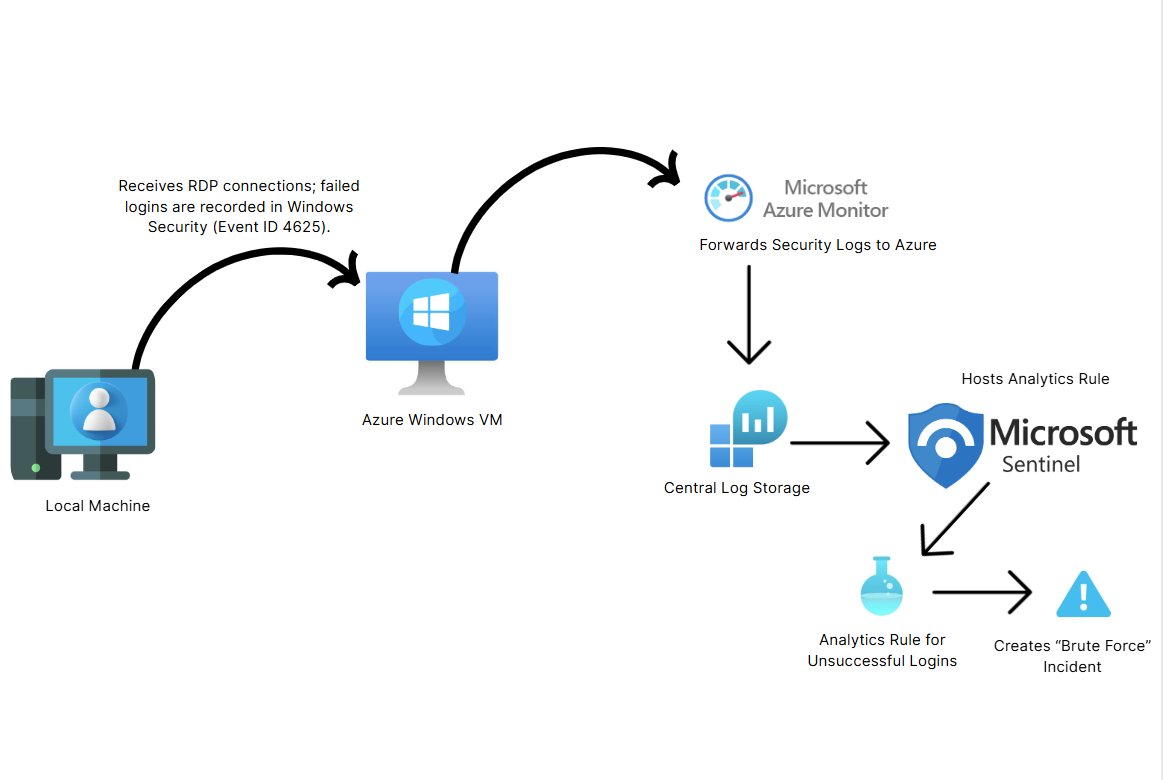 Receives RDP connections; failed
logins are recorded in Windows
Security (Event ID 4625).
Microsoft
Azure Monitor
Forwards Security Logs to Azure
Azure Windows VM
Local Machine
Central Log Storage
Hosts Analytics Rule
Microsoft
Sentinel
Analytics Rule for
Unsuccessful Logins
Creates “Brute Force”
Incident